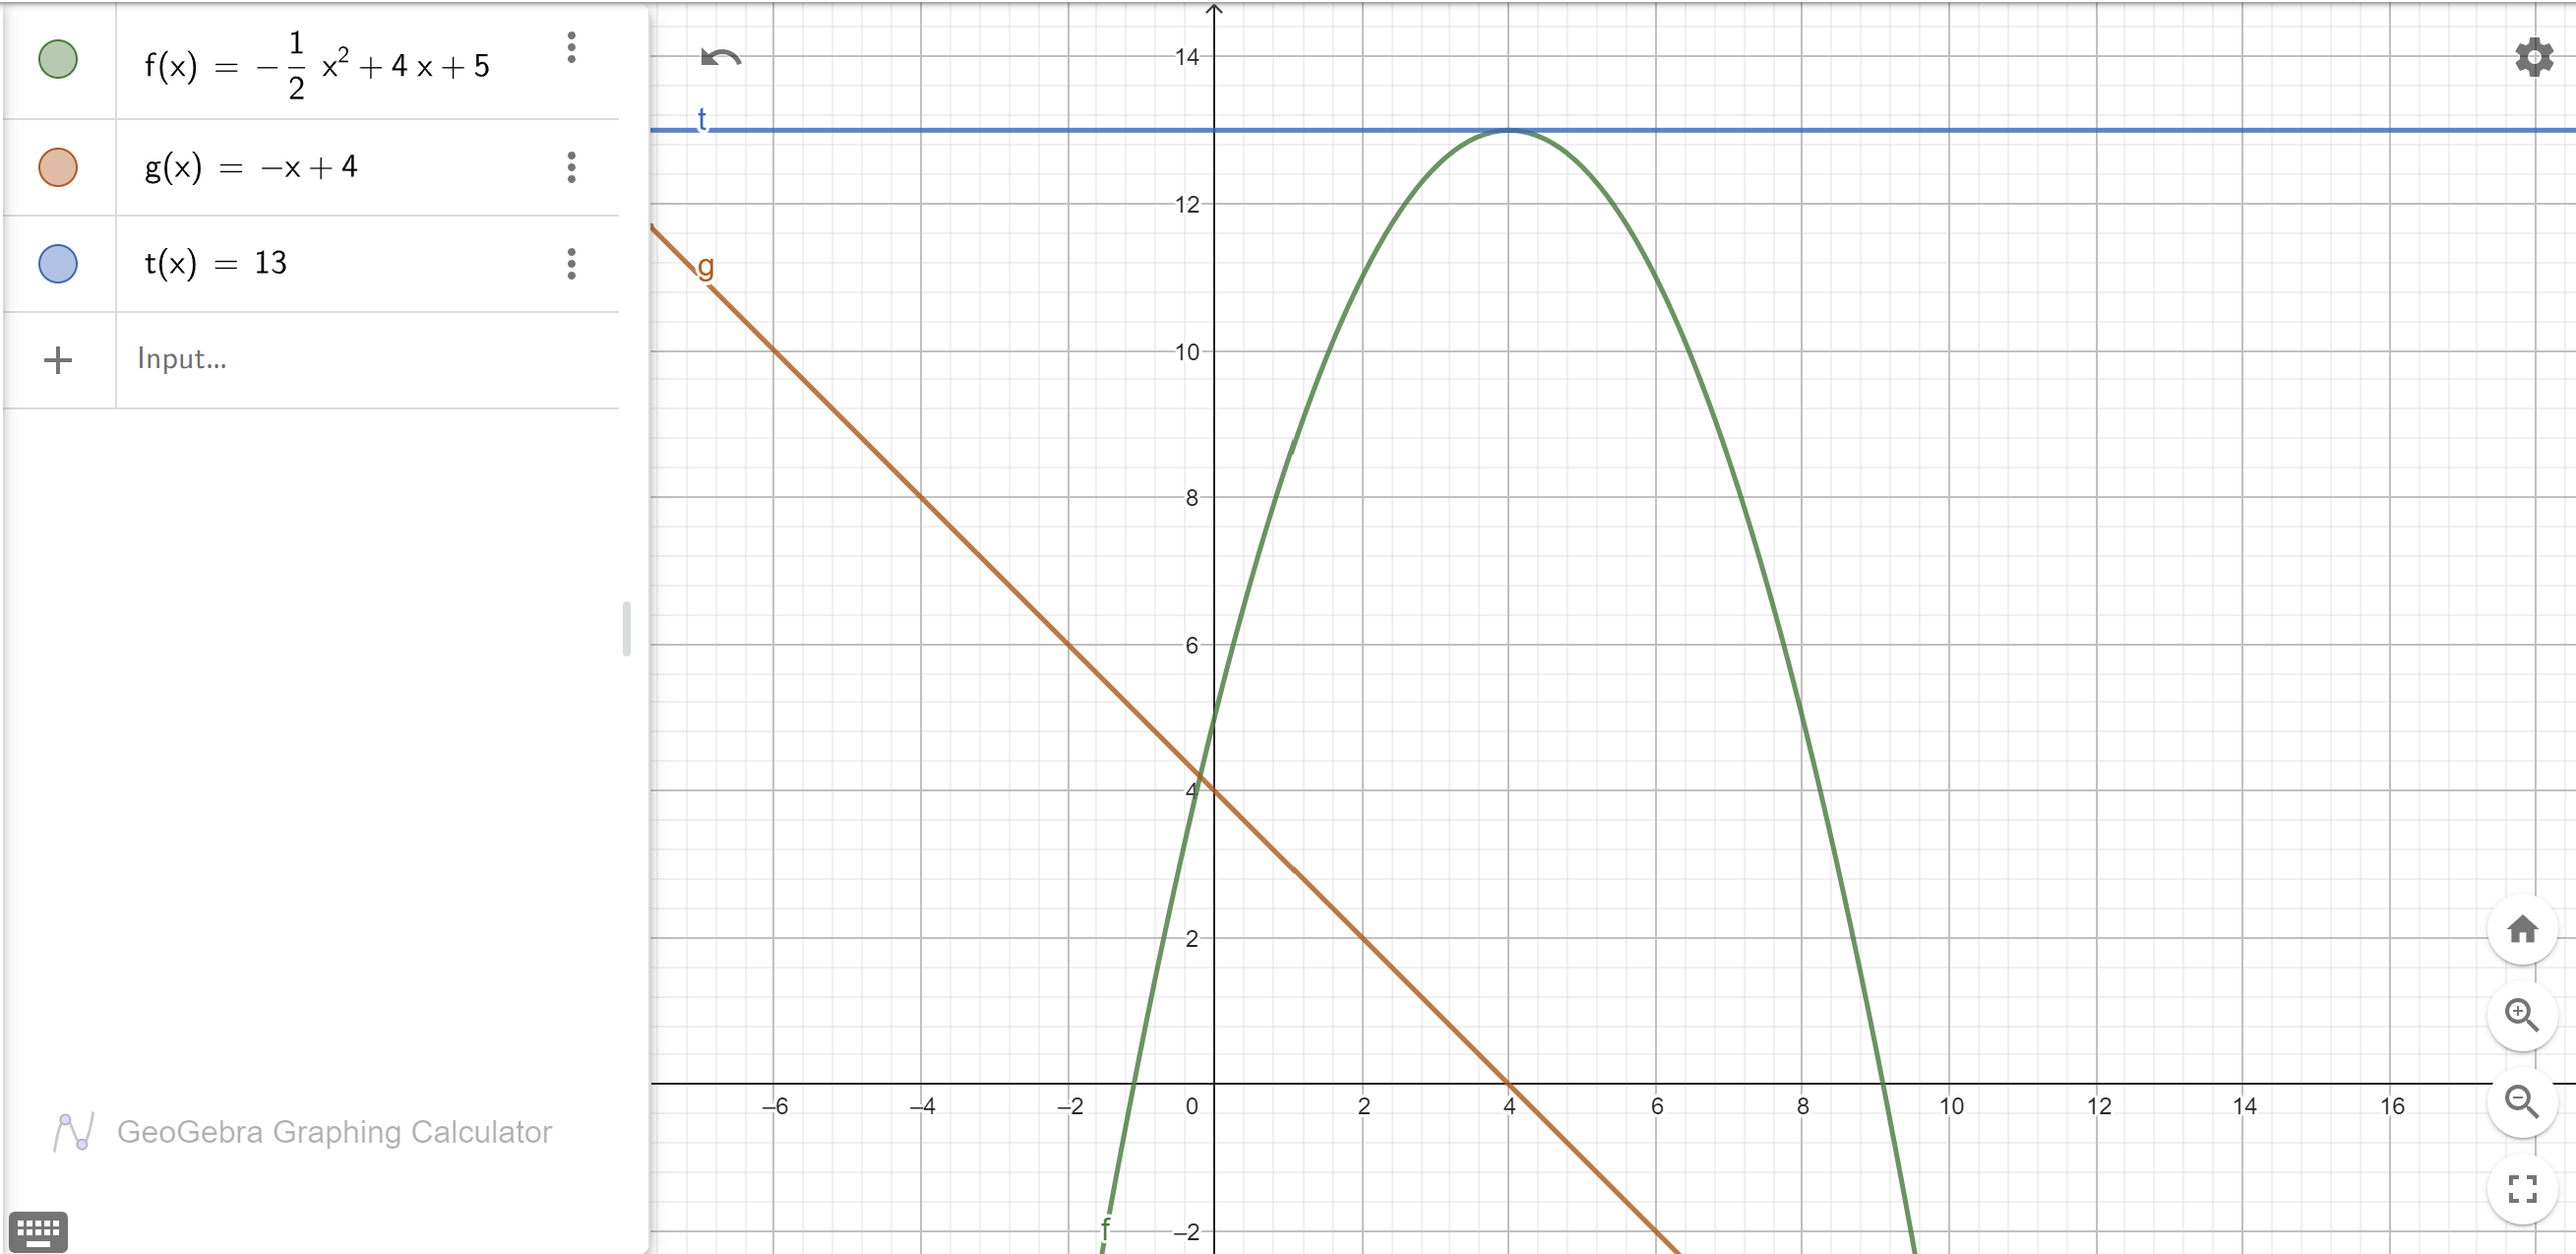 f(x) = −1/2 x² + 4 x + 5
g(x) = −x + 4
t(x) = 13
Input...
GeoGebra Graphing Calculator
t
g
f
14
12
10
8
6
4
2
−2
−6 −4 −2 0 2 4 6 8 10 12 14 16